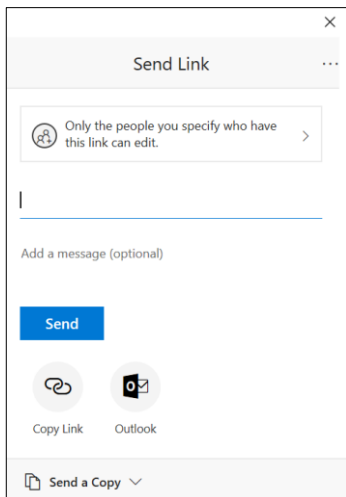 Send Link
...
Only the people you specify who have
this link can edit.
Add a message (optional)
Send
Copy Link
Outlook
Send a Copy